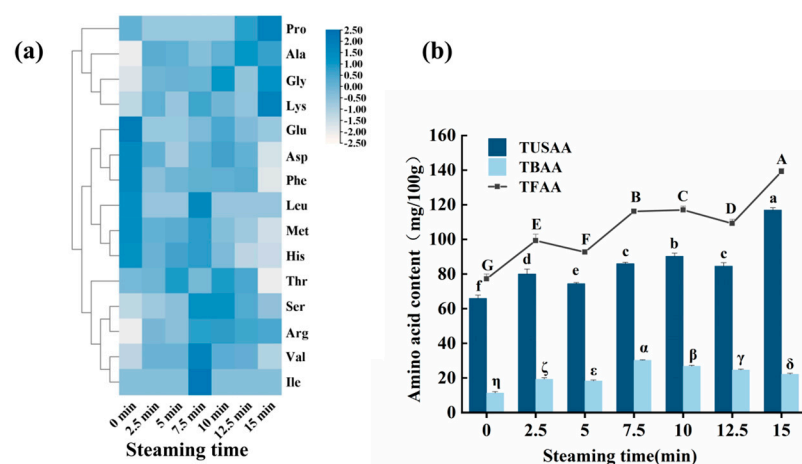 (a)
Pro
Ala
Gly
Lys
Glu
Asp
Phe
Leu
Met
His
Thr
Ser
Arg
Val
Ile
2.50
2.00
1.50
1.00
0.50
0.00
-0.50
-1.00
-1.50
-2.00
-2.50
0 min
2.5 min
5 min
7.5 min
10 min
12.5 min
15 min
Steaming time
(b)
Amino acid content (mg/100g)
160
140
120
100
80
60
40
20
0
TUSAA
TBAA
TFAA
G E F B C D A
f d e c b c a
η ζ ε α β γ δ
0 2.5 5 7.5 10 12.5 15
Steaming time(min)